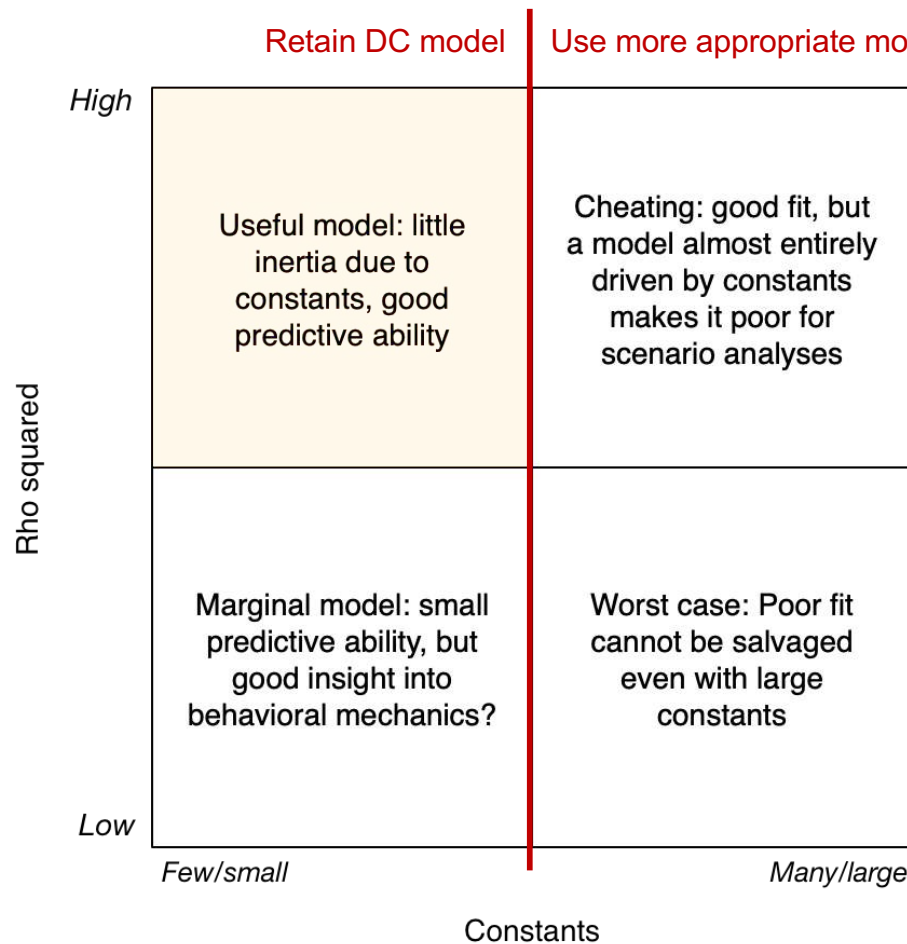 Retain DC model
Use more appropriate mo
High
Useful model: little
inertia due to
constants, good
predictive ability
Cheating: good fit, but
a model almost entirely
driven by constants
makes it poor for
scenario analyses
Rho squared
Marginal model: small
predictive ability, but
good insight into
behavioral mechanics?
Worst case: Poor fit
cannot be salvaged
even with large
constants
Low
Few/small
Many/large
Constants